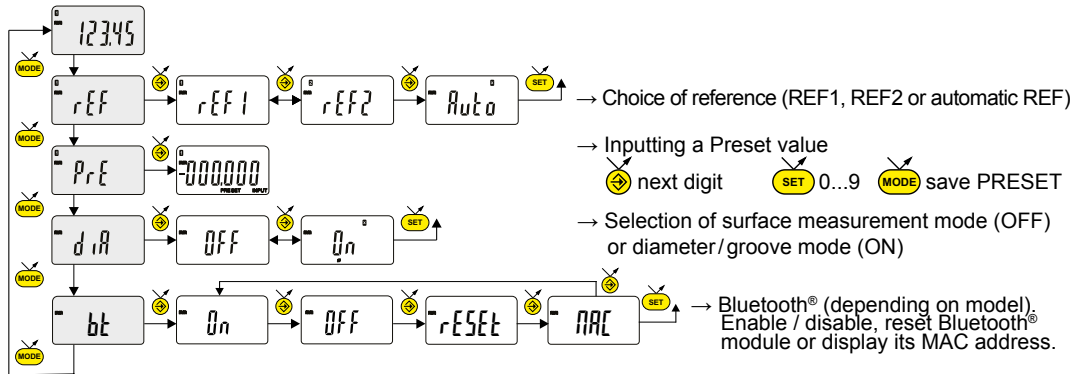 123.45
MODE
rEF
rEF1
rEF2
Auto
SET
→ Choice of reference (REF1, REF2 or automatic REF)
MODE
PrE
-000.000
PRESET INPUT
→ Inputting a Preset value
next digit SET 0...9 MODE save PRESET
MODE
diA
OFF
On
SET
→ Selection of surface measurement mode (OFF)
or diameter/groove mode (ON)
MODE
bt
On
OFF
rESEt
MAC
SET
→ Bluetooth® (depending on model).
Enable / disable, reset Bluetooth®
module or display its MAC address.
MODE